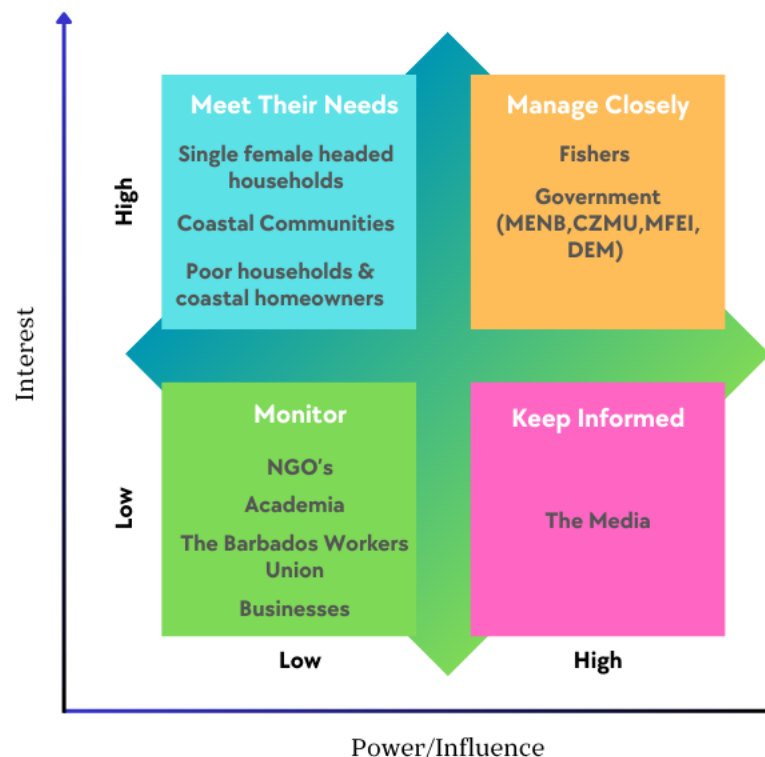 Meet Their Needs
Single female headed
households
Coastal Communities
Poor households &
coastal homeowners
Manage Closely
Fishers
Government
(MENB,CZMU,MFEI,
DEM)
High
Interest
Monitor
NGO's
Academia
The Barbados Workers
Union
Businesses
Keep Informed
The Media
Low
Low
High
Power/Influence